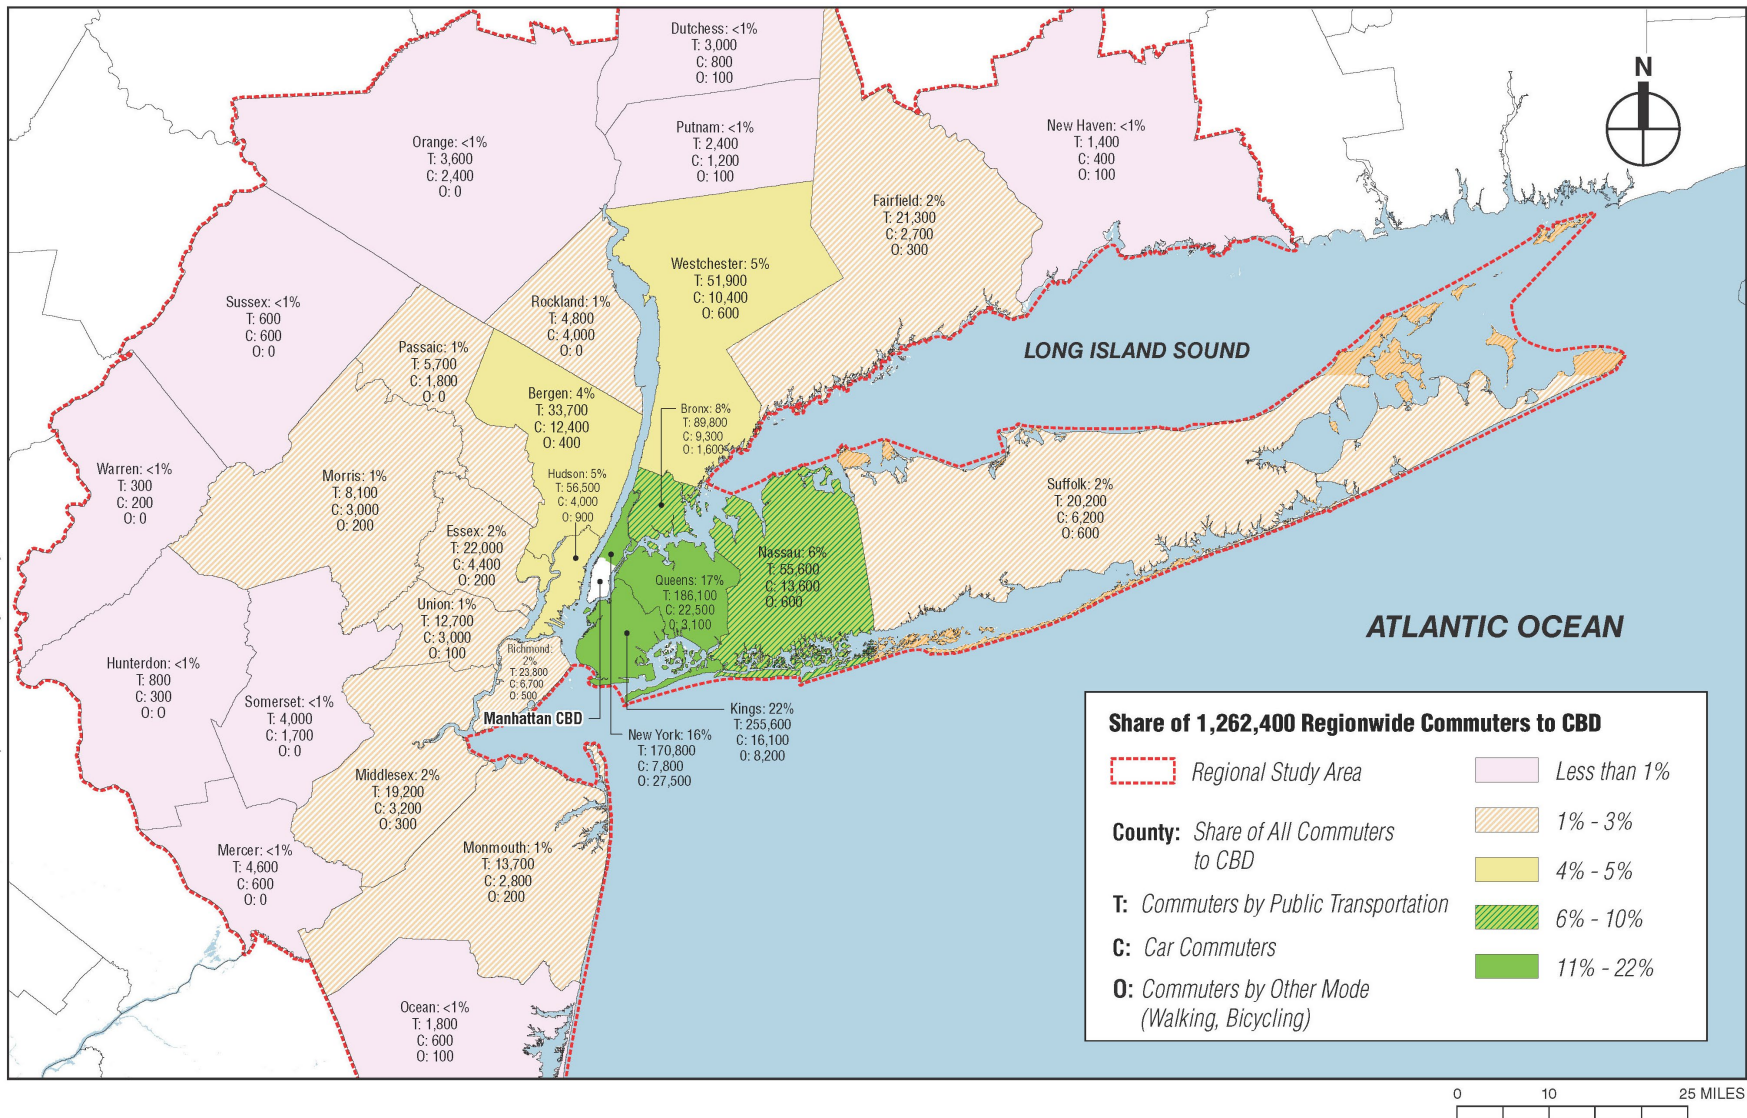 Dutchess: <1%
T: 3,000
C: 800
O: 100
Putnam: <1%
T: 2,400
C: 1,200
O: 100
New Haven: <1%
T: 1,400
C: 400
O: 100
N
Orange: <1%
T: 3,600
C: 2,400
O: 0
Fairfield: 2%
T: 21,300
C: 2,700
O: 300
Westchester: 5%
T: 51,900
C: 10,400
O: 600
Sussex: <1%
T: 600
C: 600
O: 0
Rockland: 1%
T: 4,800
C: 4,000
O: 0
Passaic: 1%
T: 5,700
C: 1,800
O: 0
LONG ISLAND SOUND
Bergen: 4%
T: 33,700
C: 12,400
O: 400
Bronx: 8%
T: 89,800
C: 9,300
O: 1,600
Warren: <1%
T: 300
C: 200
O: 0
Morris: 1%
T: 8,100
C: 3,000
O: 200
Hudson: 5%
T: 56,500
C: 4,000
O: 900
Suffolk: 2%
T: 20,200
C: 6,200
O: 600
Essex: 2%
T: 22,000
C: 4,400
O: 200
Nassau: 6%
T: 55,600
C: 13,600
O: 600
Queens: 17%
T: 186,100
C: 22,500
O: 3,100
Union: 1%
T: 12,700
C: 3,000
O: 100
ATLANTIC OCEAN
Richmond:
2%
T: 23,800
C: 6,700
O: 500
Hunterdon: <1%
T: 800
C: 300
O: 0
Somerset: <1%
T: 4,000
C: 1,700
O: 0
Manhattan CBD
Kings: 22%
T: 255,600
C: 16,100
O: 8,200
New York: 16%
T: 170,800
C: 7,800
O: 27,500
Middlesex: 2%
T: 19,200
C: 3,200
O: 300
Mercer: <1%
T: 4,600
C: 600
O: 0
Monmouth: 1%
T: 13,700
C: 2,800
O: 200
Ocean: <1%
T: 1,800
C: 600
O: 100
Share of 1,262,400 Regionwide Commuters to CBD
Regional Study Area
County: Share of All Commuters
to CBD
T: Commuters by Public Transportation
C: Car Commuters
O: Commuters by Other Mode
(Walking, Bicycling)
Less than 1%
1% - 3%
4% - 5%
6% - 10%
11% - 22%
0 10 25 MILES